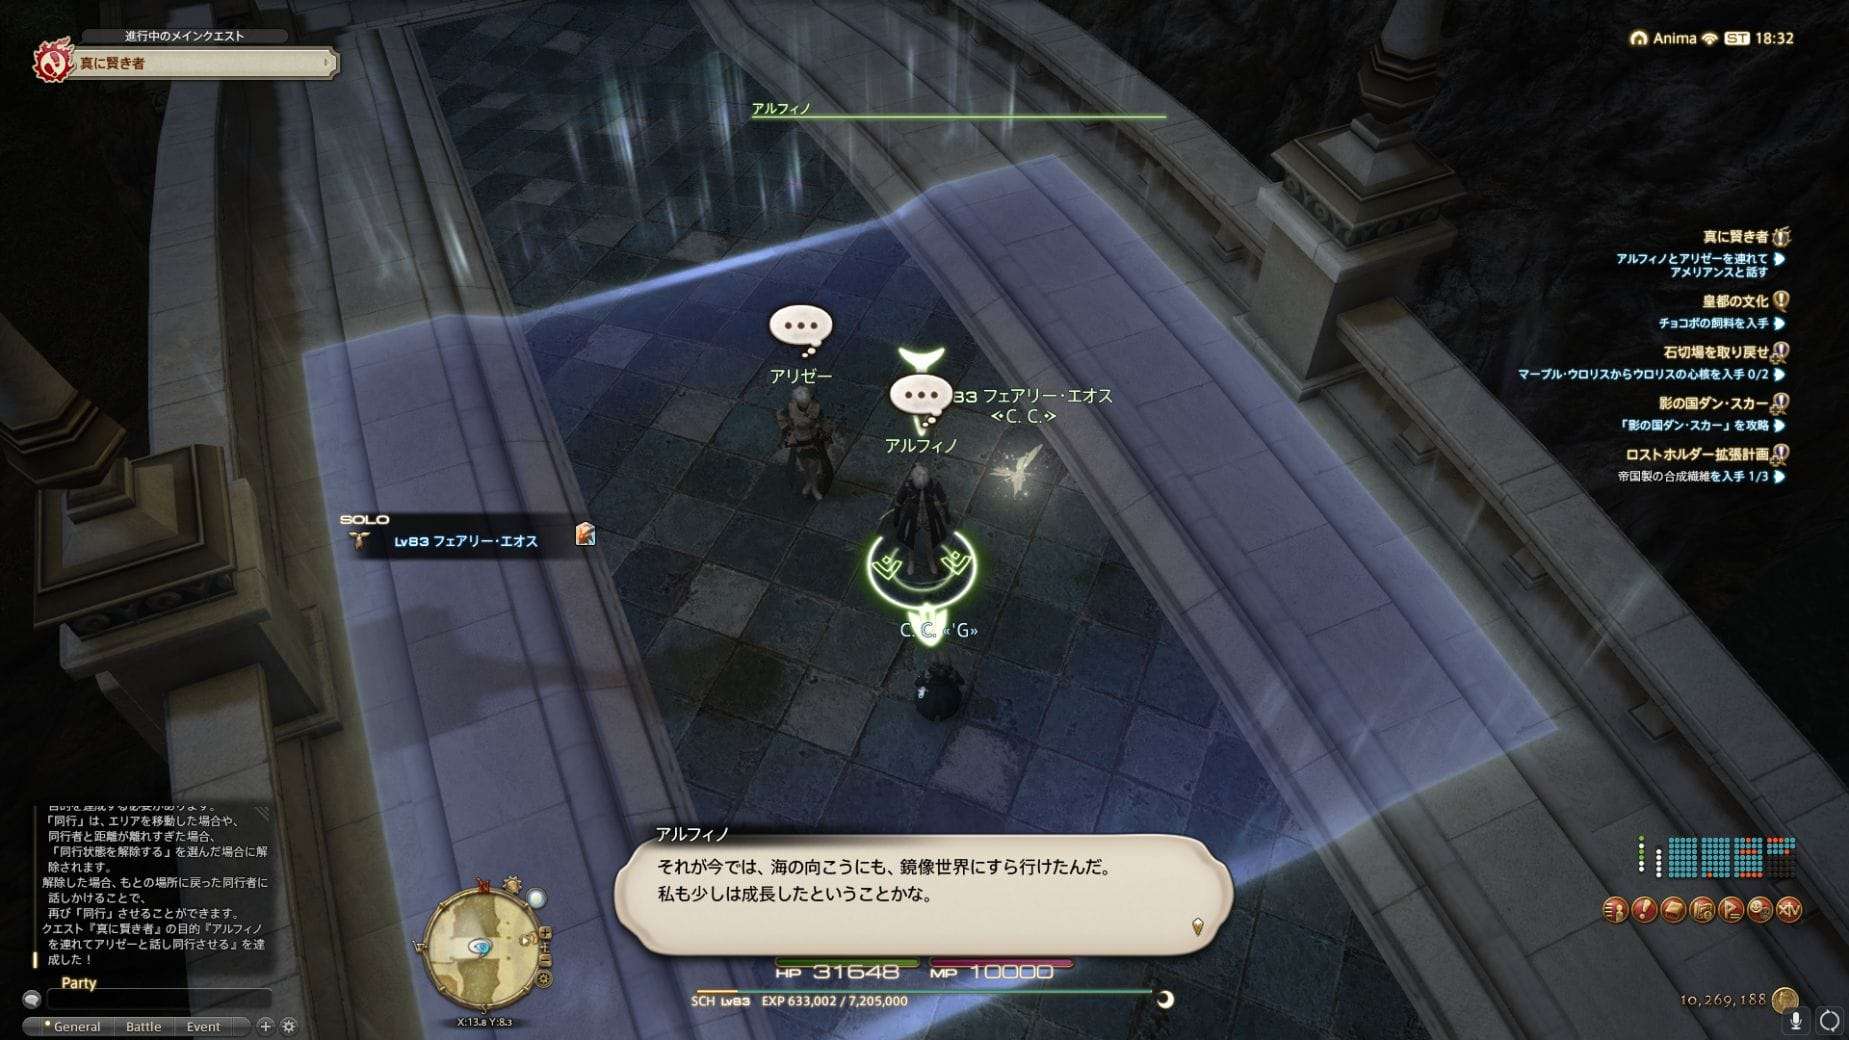 進行中のメインクエスト
真に賢き者
Anima ST 18:32
アルフィノ
真に賢き者
アルフィノとアリゼーを連れて
アメリアンスと話す
皇都の文化
チョコボの飼料を入手
石切場を取り戻せ
マーブル・ウロリスからウロリスの心核を入手 0/2
影の国ダン・スカー
「影の国ダン・スカー」を攻略
ロストホルダー拡張計画
帝国製の合成繊維を入手 1/3
アリゼー
33 フェアリー・エオス
<C. C.>
アルフィノ
SOLO
Lv83 フェアリー・エオス
C. C. «'G»
目的を達成する必要があります。
「同行」は、エリアを移動した場合や、
同行者と距離が離れすぎた場合、
「同行状態を解除する」を選んだ場合に解
除されます。
解除した場合、もとの場所に戻った同行者に
話しかけることで、
再び「同行」させることができます。
クエスト『真に賢き者』の目的『アルフィノ
を連れてアリゼーと話し同行させる』を達
成した！
Party
General Battle Event
X:13.8 Y:8.3
アルフィノ
それが今では、海の向こうにも、鏡像世界にすら行けたんだ。
私も少しは成長したということかな。
HP 31648 MP 10000
SCH Lv83 EXP 633,002 / 7,205,000
XIV
10,269,188